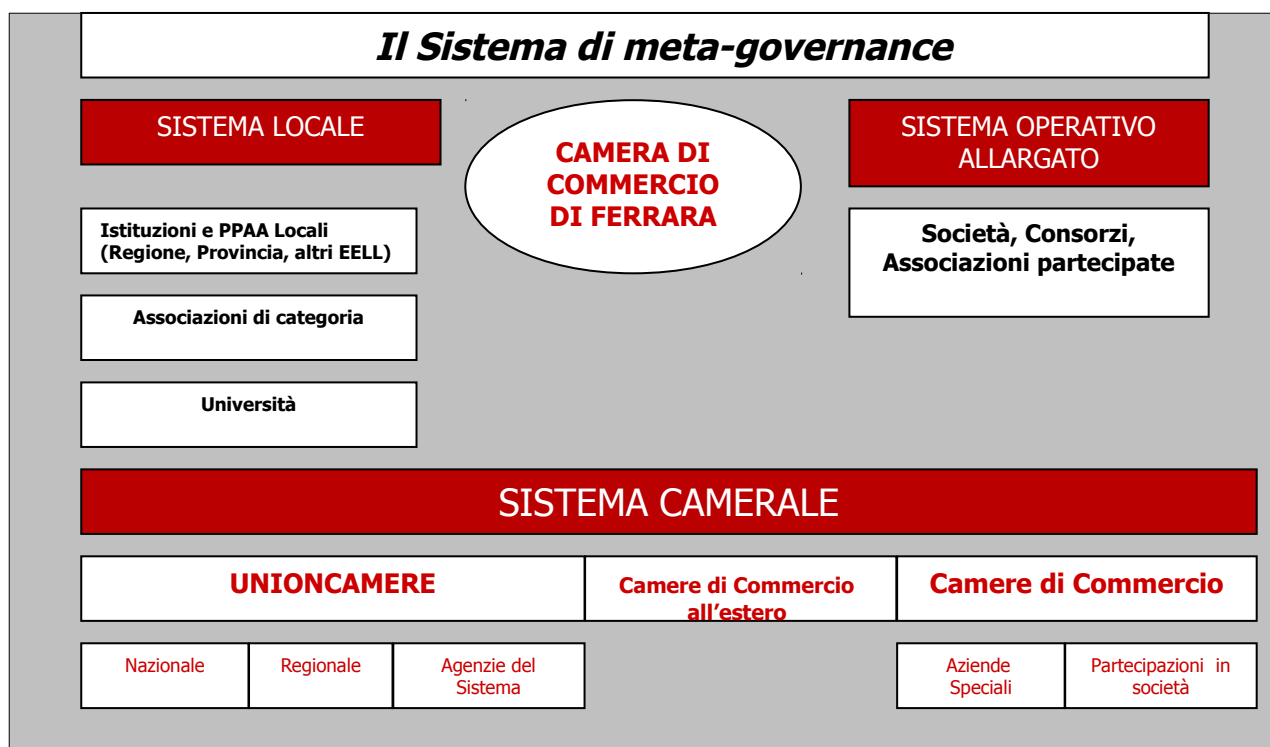 Il Sistema di meta-governance
SISTEMA LOCALE
CAMERA DI
COMMERCIO
DI FERRARA
SISTEMA OPERATIVO
ALLARGATO
Istituzioni e PPAA Locali
(Regione, Provincia, altri EELL)
Società, Consorzi,
Associazioni partecipate
Associazioni di categoria
Università
SISTEMA CAMERALE
UNIONCAMERE
Camere di Commercio
all’estero
Camere di Commercio
Nazionale
Regionale
Agenzie del
Sistema
Aziende
Speciali
Partecipazioni in
società